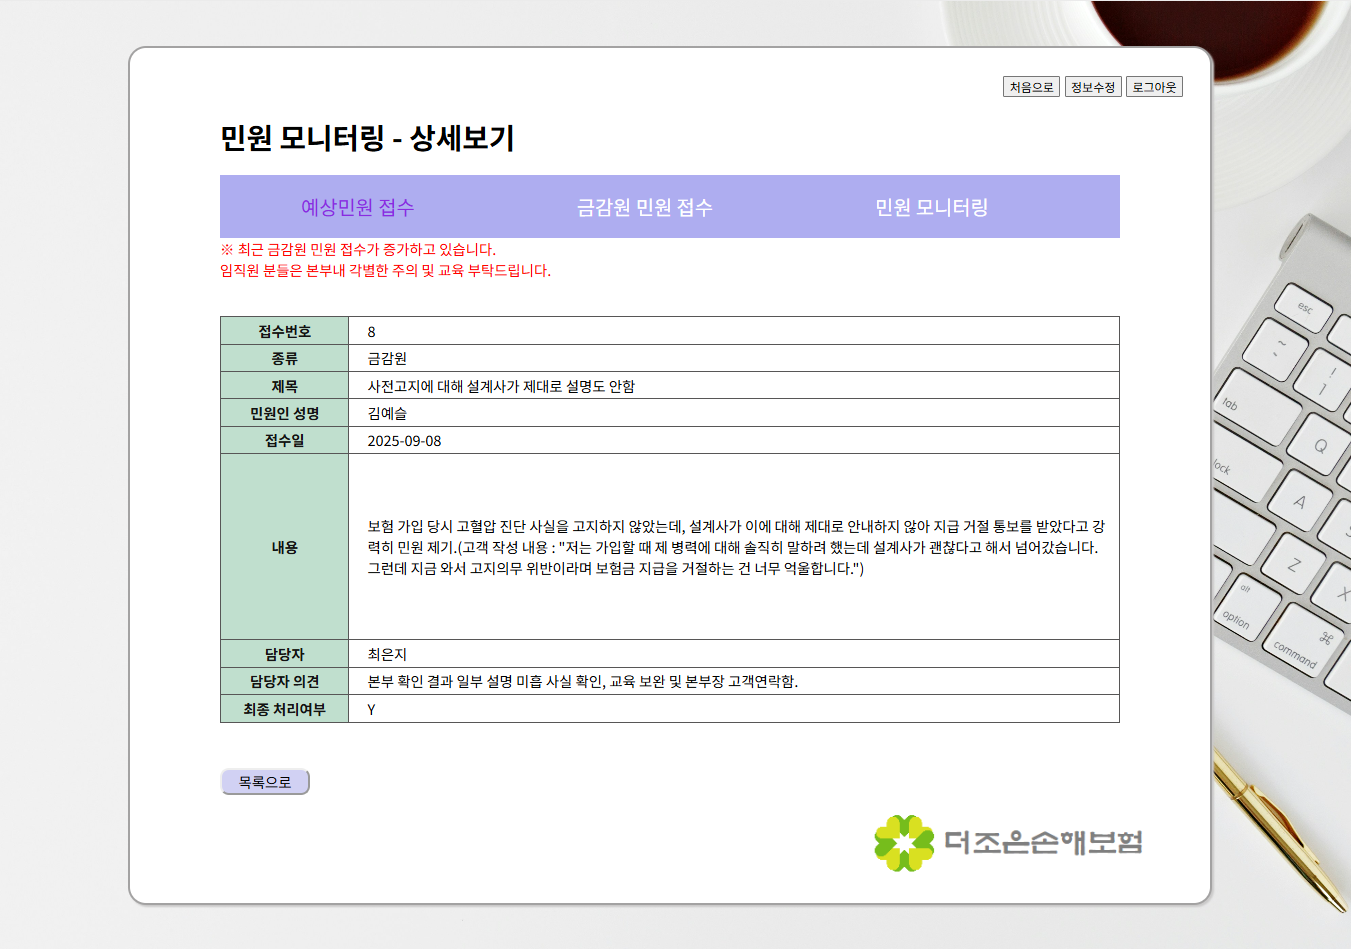 처음으로 정보수정 로그아웃
민원 모니터링 - 상세보기
예상민원 접수 금감원 민원 접수 민원 모니터링
※ 최근 금감원 민원 접수가 증가하고 있습니다.
임직원 분들은 본부내 각별한 주의 및 교육 부탁드립니다.
접수번호 8
종류 금감원
제목 사전고지에 대해 설계사가 제대로 설명도 안함
민원인 성명 김예슬
접수일 2025-09-08
내용 보험 가입 당시 고혈압 진단 사실을 고지하지 않았는데, 설계사가 이에 대해 제대로 안내하지 않아 지급 거절 통보를 받았다고 강
력히 민원 제기.(고객 작성 내용 : "저는 가입할 때 제 병력에 대해 솔직히 말하려 했는데 설계사가 괜찮다고 해서 넘어갔습니다.
그런데 지금 와서 고지의무 위반이라며 보험금 지급을 거절하는 건 너무 억울합니다.")
담당자 최은지
담당자 의견 본부 확인 결과 일부 설명 미흡 사실 확인, 교육 보완 및 본부장 고객연락함.
최종 처리여부 Y
목록으로
더조은손해보험
esc
~
!
1
tab
Q
lock
A
S
Z
X
alt
option
⌘
command